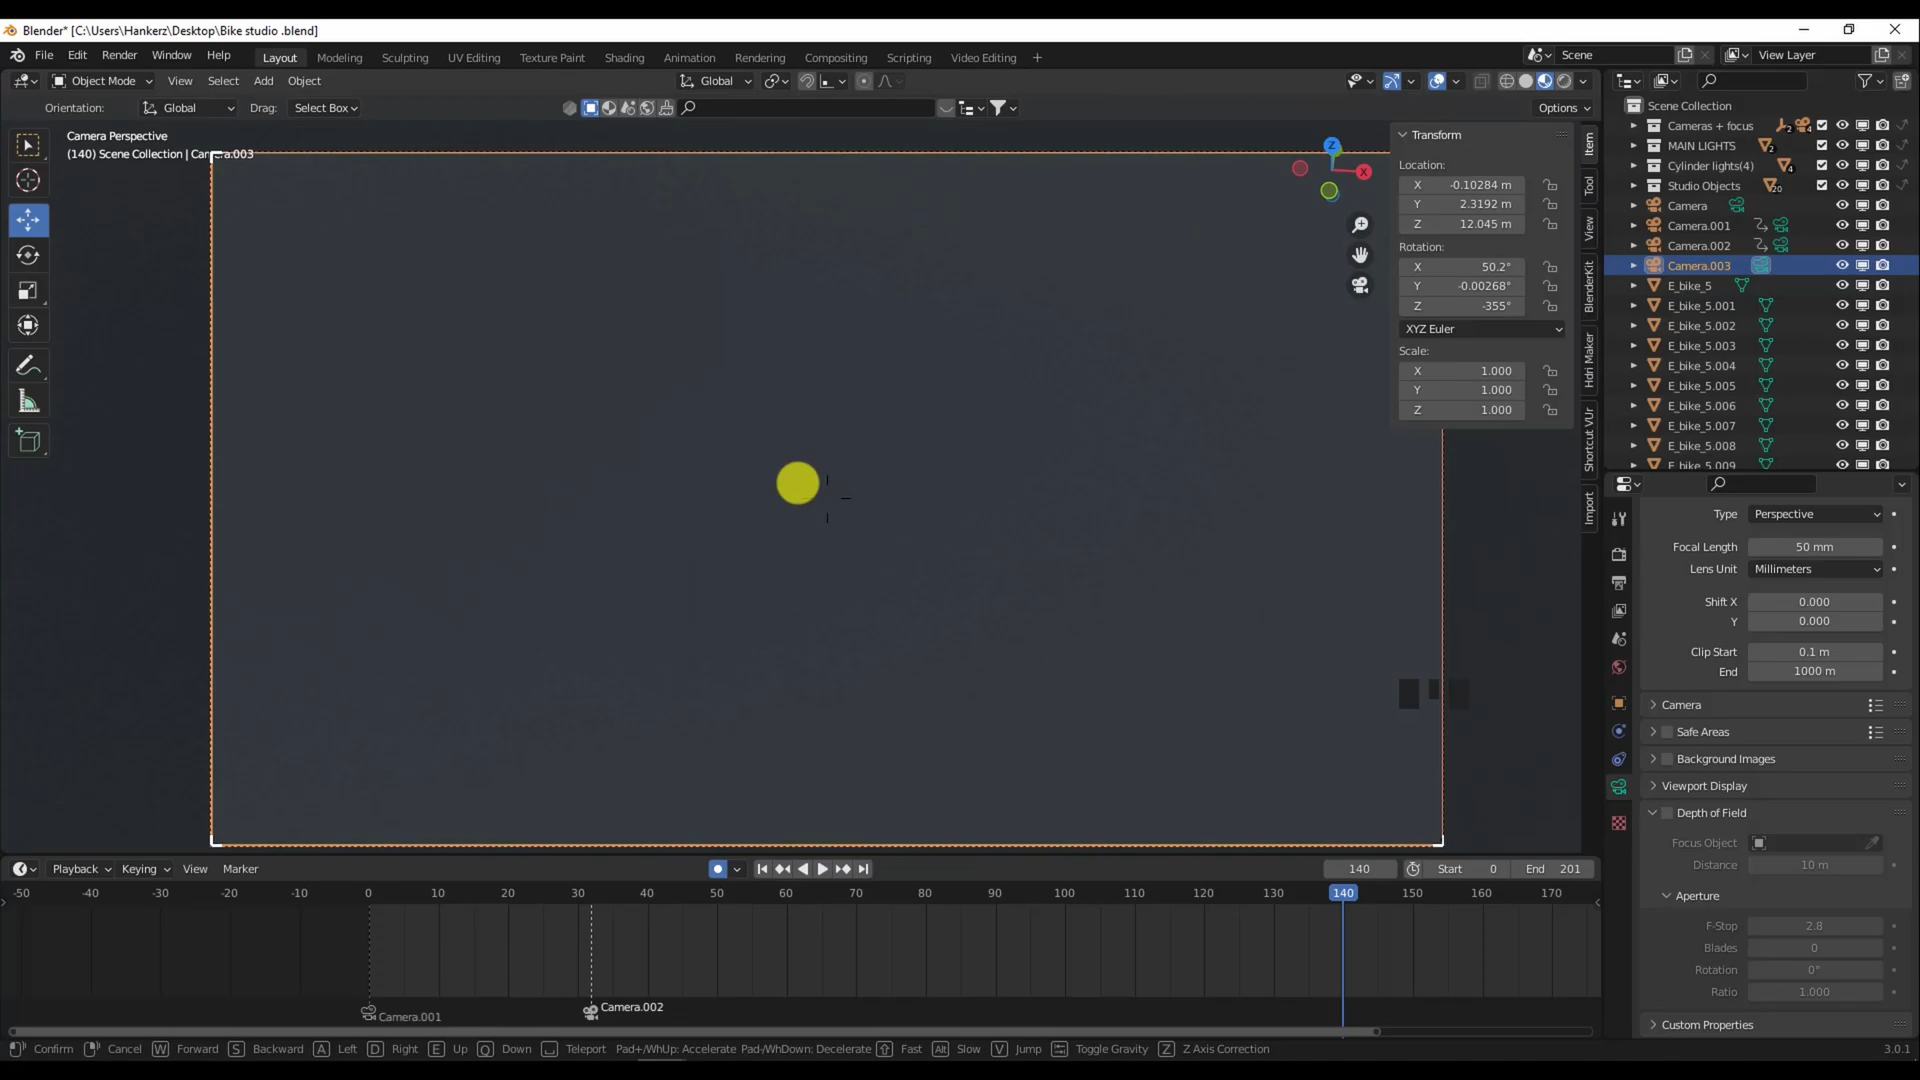 Blender* [C:\Users\Hankerz\Desktop\Bike studio .blend]
File Edit Render Window Help Layout Modeling Sculpting UV Editing Texture Paint Shading Animation Rendering Compositing Scripting Video Editing + Scene View Layer
Object Mode View Select Add Object Global
Orientation: Global Drag: Select Box Options
Camera Perspective
(140) Scene Collection | Camera.003
Z
X
Transform
Location:
X -0.10284 m
Y 2.3192 m
Z 12.045 m
Rotation:
X 50.2°
Y -0.00268°
Z -355°
XYZ Euler
Scale:
X 1.000
Y 1.000
Z 1.000
Item
Tool
View
BlenderKit
Hdri Maker
Shortcut VUr
Import
Scene Collection
Cameras + focus 2 4
MAIN LIGHTS 2
Cylinder lights(4) 4
Studio Objects 20
Camera
Camera.001
Camera.002
Camera.003
E_bike_5
E_bike_5.001
E_bike_5.002
E_bike_5.003
E_bike_5.004
E_bike_5.005
E_bike_5.006
E_bike_5.007
E_bike_5.008
E_bike_5.009
Type Perspective
Focal Length 50 mm
Lens Unit Millimeters
Shift X 0.000
Y 0.000
Clip Start 0.1 m
End 1000 m
Camera
Safe Areas
Background Images
Viewport Display
Depth of Field
Focus Object
Distance 10 m
Aperture
F-Stop 2.8
Blades 0
Rotation 0°
Ratio 1.000
Custom Properties
Playback Keying View Marker 140 Start 0 End 201
-50 -40 -30 -20 -10 0 10 20 30 40 50 60 70 80 90 100 110 120 130 140 150 160 170
Camera.002
Camera.001
Confirm Cancel W Forward S Backward A Left D Right E Up Q Down Teleport Pad+/WhUp: Accelerate Pad-/WhDown: Decelerate Fast Alt Slow V Jump Toggle Gravity Z Z Axis Correction 3.0.1